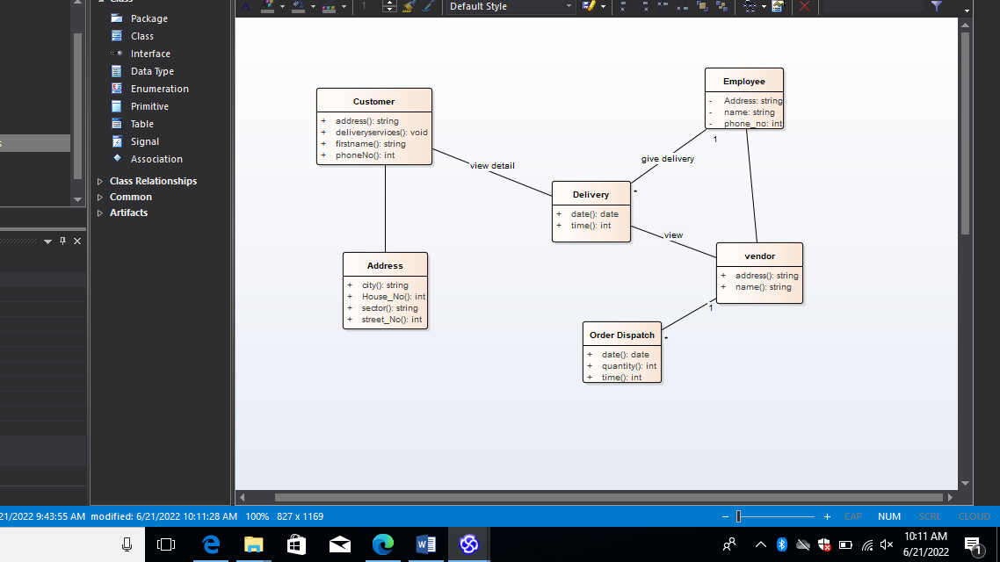 Class
Package
Class
Interface
Data Type
Enumeration
Primitive
Table
Signal
Association
Class Relationships
Common
Artifacts
1
Default Style
Customer
+ address(): string
+ deliveryservices(): void
+ firstname(): string
+ phoneNo(): int
view detail
Employee
- Address: string
- name: string
- phone_no: int
1
give delivery
*
Delivery
+ date(): date
+ time(): int
view
vendor
+ address(): string
+ name(): string
1
Address
+ city(): string
+ House_No(): int
+ sector(): string
+ street_No(): int
*
Order Dispatch
+ date(): date
+ quantity(): int
+ time(): int
21/2022 9:43:55 AM modified: 6/21/2022 10:11:28 AM 100% 827 x 1169
CAP NUM SCRL CLOUD
10:11 AM
6/21/2022
1